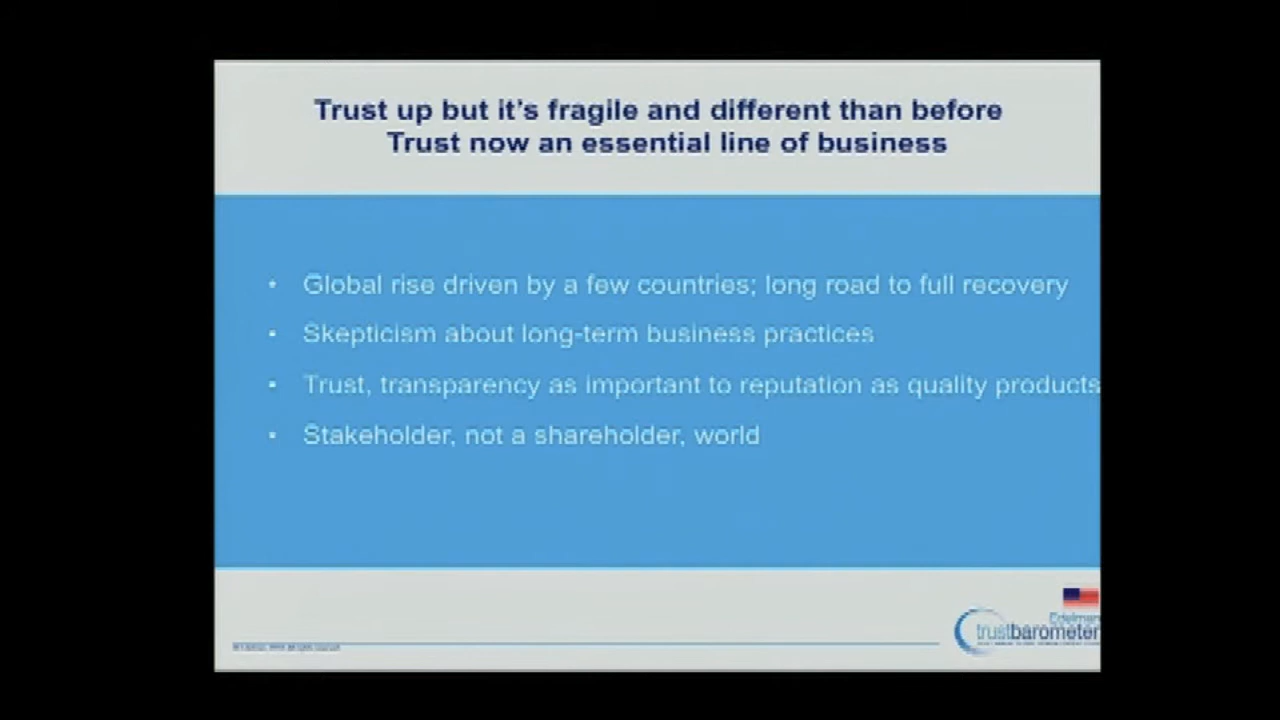 Trust up but it's fragile and different than before
Trust now an essential line of business
• Global rise driven by a few countries; long road to full recovery
• Skepticism about long-term business practices
• Trust, transparency as important to reputation as quality products
• Stakeholder, not a shareholder, world
Edelman
trustbarometer